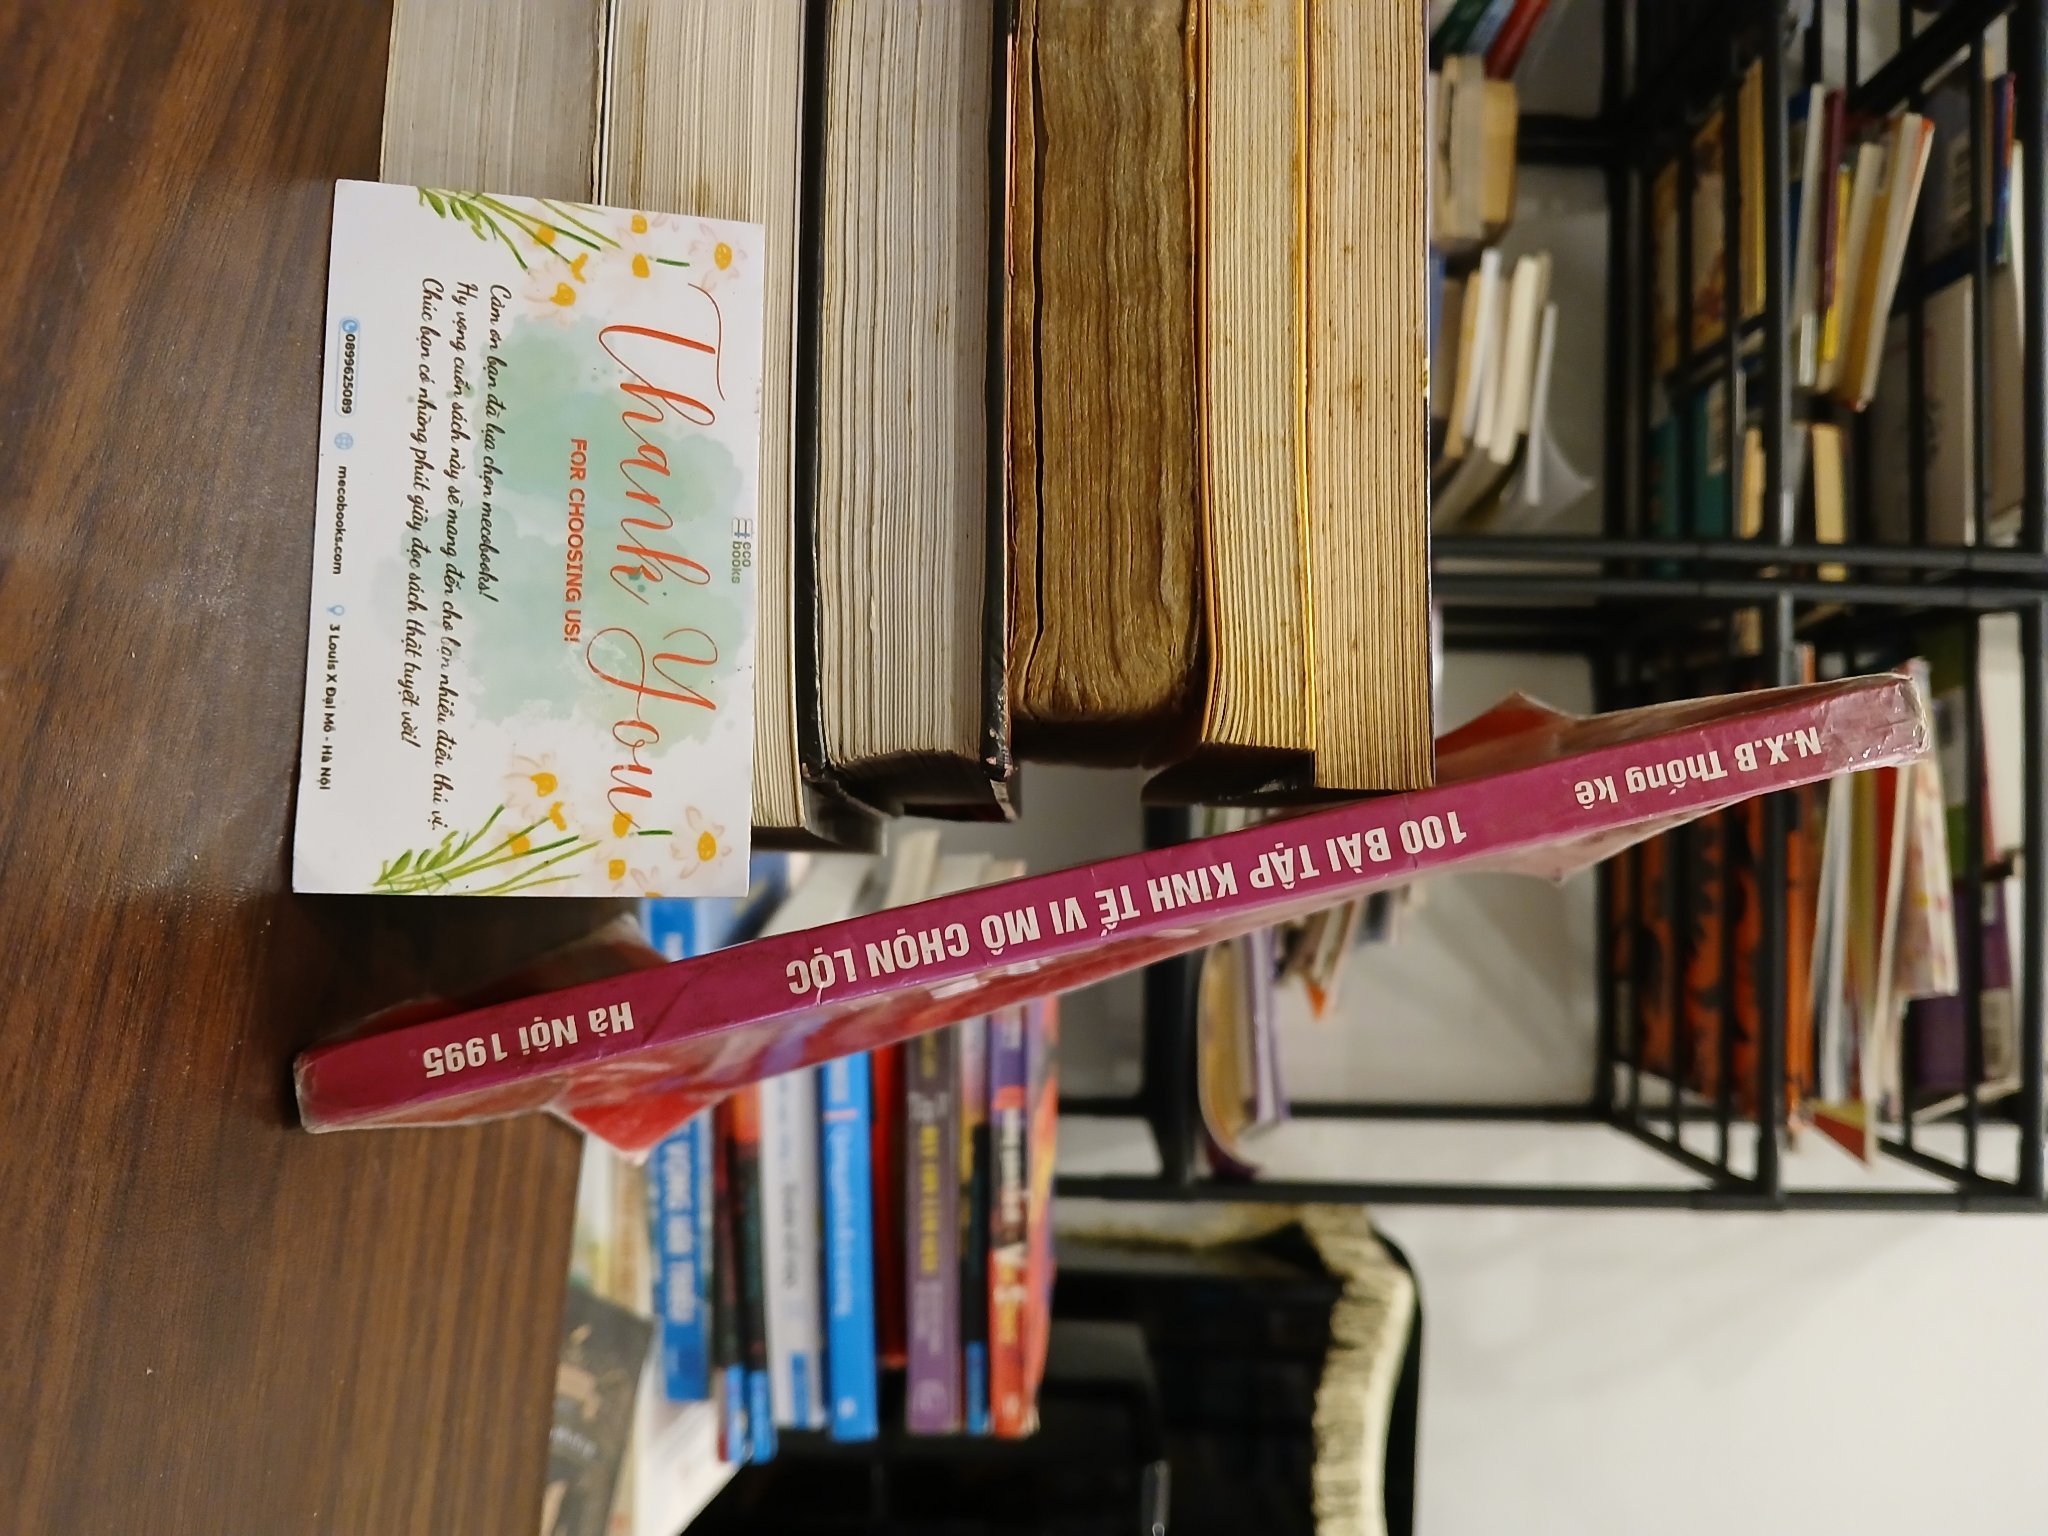 eco
books
Thank You
FOR CHOOSING US!
Cảm ơn bạn đã lựa chọn mecobooks!
Hy vọng cuốn sách này sẽ mang đến cho bạn nhiều điều thú vị.
Chúc bạn có những phút giây đọc sách thật tuyệt vời!
0899625089 mecobooks.com 3 Louis X Đại Mỗ - Hà Nội
N.X.B Thống kê
100 BÀI TẬP KINH TẾ VI MÔ CHỌN LỌC
Hà Nội 1995